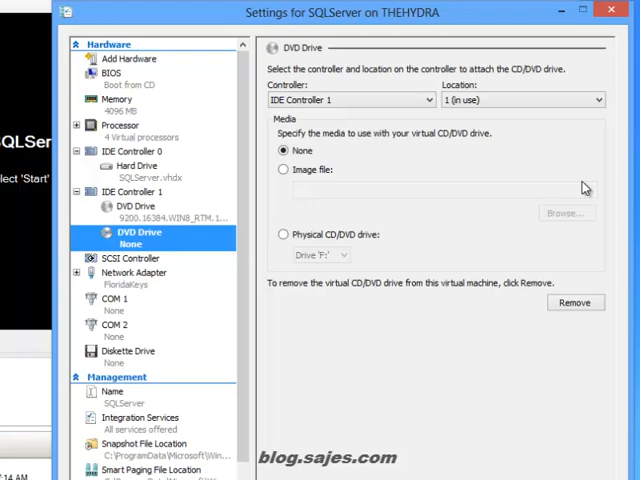 Settings for SQLServer on THEHYDRA
QLServ
lect 'Start'
7:14 AM
Hardware
Add Hardware
BIOS
Boot from CD
Memory
4096 MB
Processor
4 Virtual processors
IDE Controller 0
Hard Drive
SQLServer.vhdx
IDE Controller 1
DVD Drive
9200.16384.WIN8_RTM.1...
DVD Drive
None
SCSI Controller
Network Adapter
FloridaKeys
COM 1
None
COM 2
None
Diskette Drive
None
Management
Name
SQLServer
Integration Services
All services offered
Snapshot File Location
C:\ProgramData\Microsoft\Win...
Smart Paging File Location
C:\ProgramData\Microsoft\Win...
DVD Drive
Select the controller and location on the controller to attach the CD/DVD drive.
Controller: Location:
IDE Controller 1 1 (in use)
Media
Specify the media to use with your virtual CD/DVD drive.
None
Image file:
Browse...
Physical CD/DVD drive:
Drive 'F:'
To remove the virtual CD/DVD drive from this virtual machine, click Remove.
Remove
blog.sajes.com